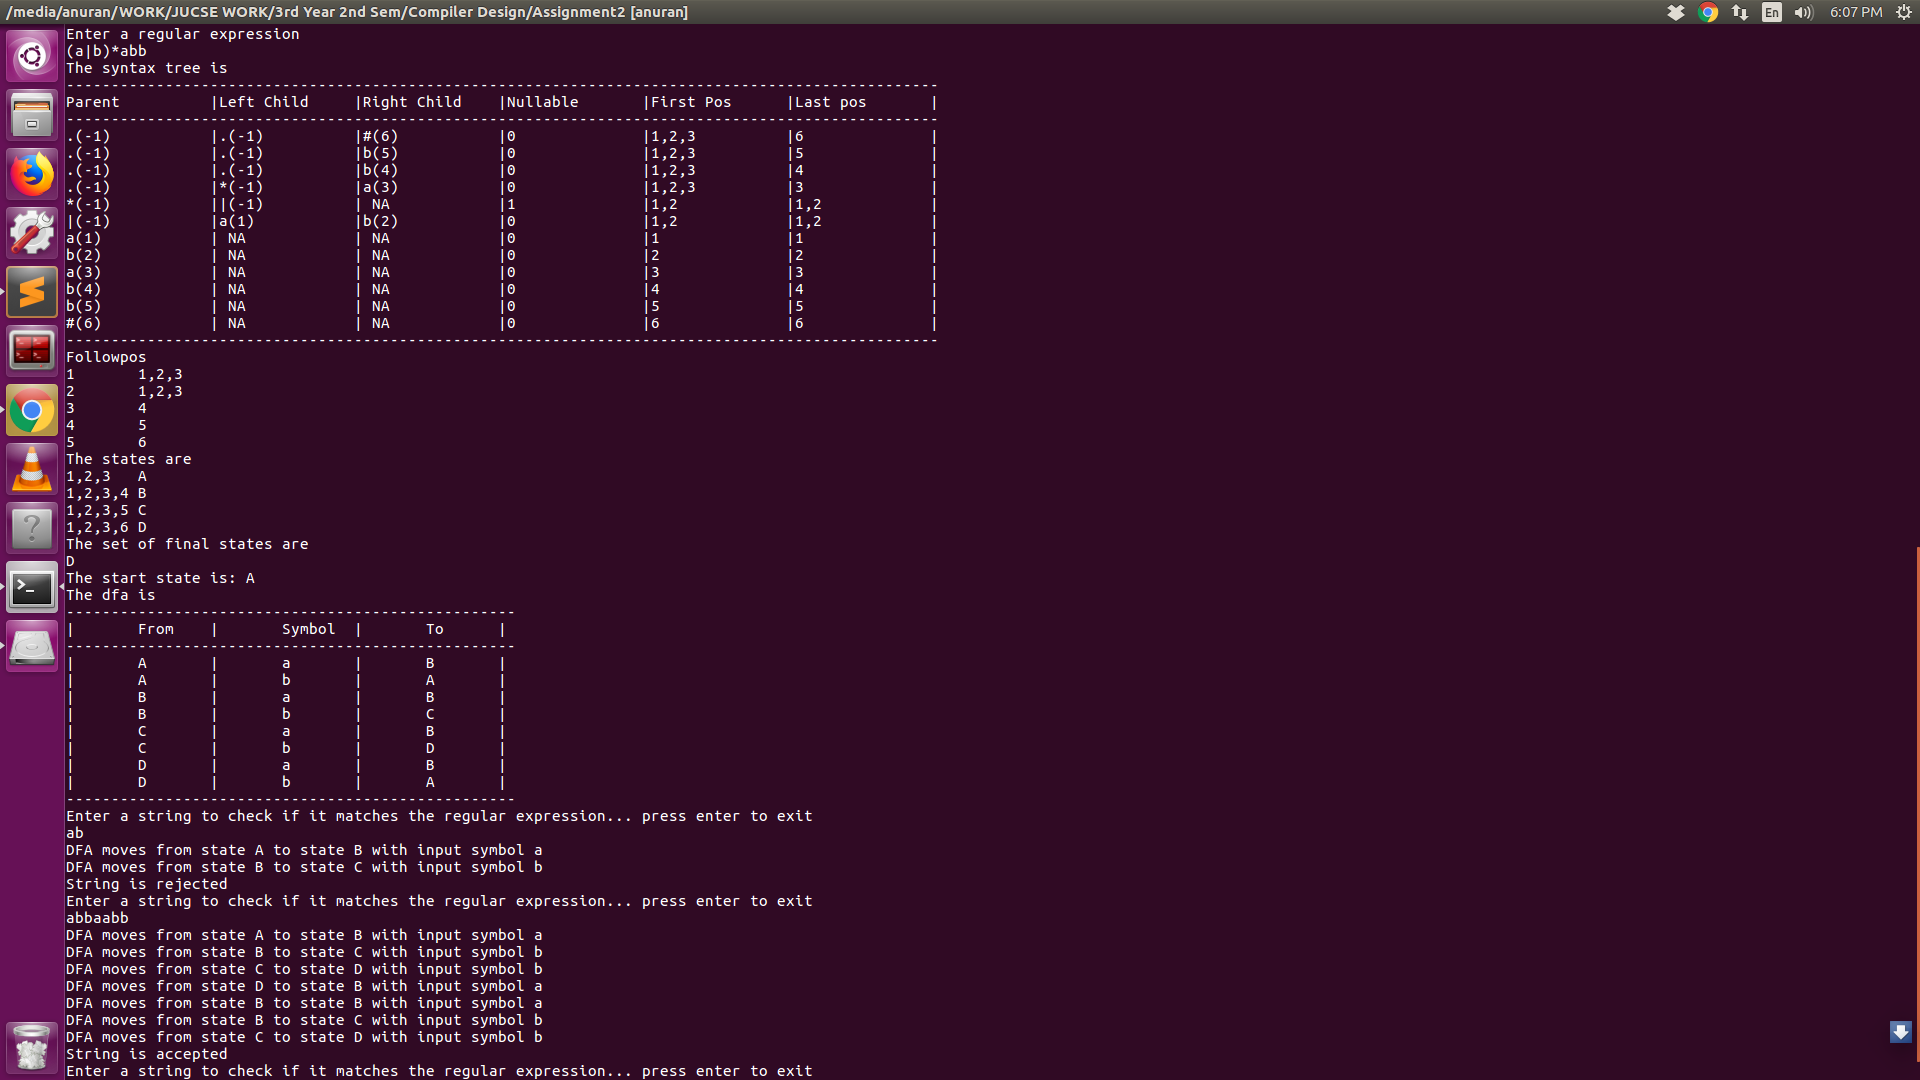 /media/anuran/WORK/JUCSE WORK/3rd Year 2nd Sem/Compiler Design/Assignment2 [anuran] En 6:07 PM
Enter a regular expression
(a|b)*abb
The syntax tree is
-------------------------------------------------------------------------------------------------
Parent |Left Child |Right Child |Nullable |First Pos |Last pos |
-------------------------------------------------------------------------------------------------
.(-1) |.(-1) |#(6) |0 |1,2,3 |6 |
.(-1) |.(-1) |b(5) |0 |1,2,3 |5 |
.(-1) |.(-1) |b(4) |0 |1,2,3 |4 |
.(-1) |*(-1) |a(3) |0 |1,2,3 |3 |
*(-1) ||(-1) | NA |1 |1,2 |1,2 |
|(-1) |a(1) |b(2) |0 |1,2 |1,2 |
a(1) | NA | NA |0 |1 |1 |
b(2) | NA | NA |0 |2 |2 |
a(3) | NA | NA |0 |3 |3 |
b(4) | NA | NA |0 |4 |4 |
b(5) | NA | NA |0 |5 |5 |
#(6) | NA | NA |0 |6 |6 |
-------------------------------------------------------------------------------------------------
Followpos
1 1,2,3
2 1,2,3
3 4
4 5
5 6
The states are
1,2,3 A
1,2,3,4 B
1,2,3,5 C
1,2,3,6 D
The set of final states are
D
The start state is: A
The dfa is
--------------------------------------------------
| From | Symbol | To |
--------------------------------------------------
| A | a | B |
| A | b | A |
| B | a | B |
| B | b | C |
| C | a | B |
| C | b | D |
| D | a | B |
| D | b | A |
--------------------------------------------------
Enter a string to check if it matches the regular expression... press enter to exit
ab
DFA moves from state A to state B with input symbol a
DFA moves from state B to state C with input symbol b
String is rejected
Enter a string to check if it matches the regular expression... press enter to exit
abbaabb
DFA moves from state A to state B with input symbol a
DFA moves from state B to state C with input symbol b
DFA moves from state C to state D with input symbol b
DFA moves from state D to state B with input symbol a
DFA moves from state B to state B with input symbol a
DFA moves from state B to state C with input symbol b
DFA moves from state C to state D with input symbol b
String is accepted
Enter a string to check if it matches the regular expression... press enter to exit